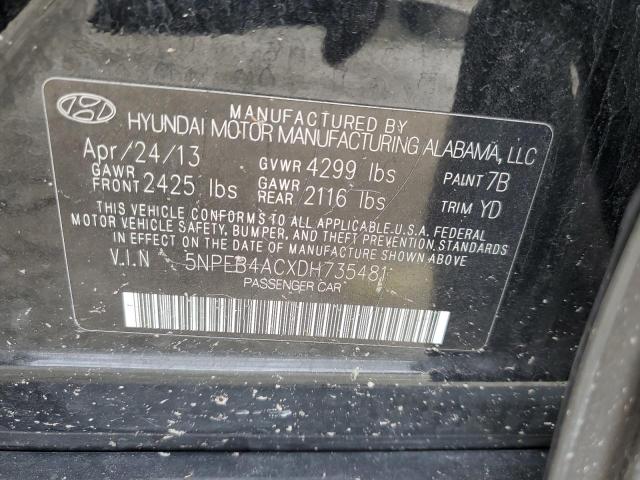 MANUFACTURED BY
HYUNDAI MOTOR MANUFACTURING ALABAMA, LLC
Apr/24/13 GVWR 4299 lbs PAINT 7B
GAWR FRONT 2425 lbs GAWR REAR 2116 lbs TRIM YD
THIS VEHICLE CONFORMS TO ALL APPLICABLE U.S.A. FEDERAL
MOTOR VEHICLE SAFETY, BUMPER, AND THEFT PREVENTION STANDARDS
IN EFFECT ON THE DATE OF MANUFACTURE SHOWN ABOVE.
V.I.N 5NPEB4ACXDH735481
PASSENGER CAR